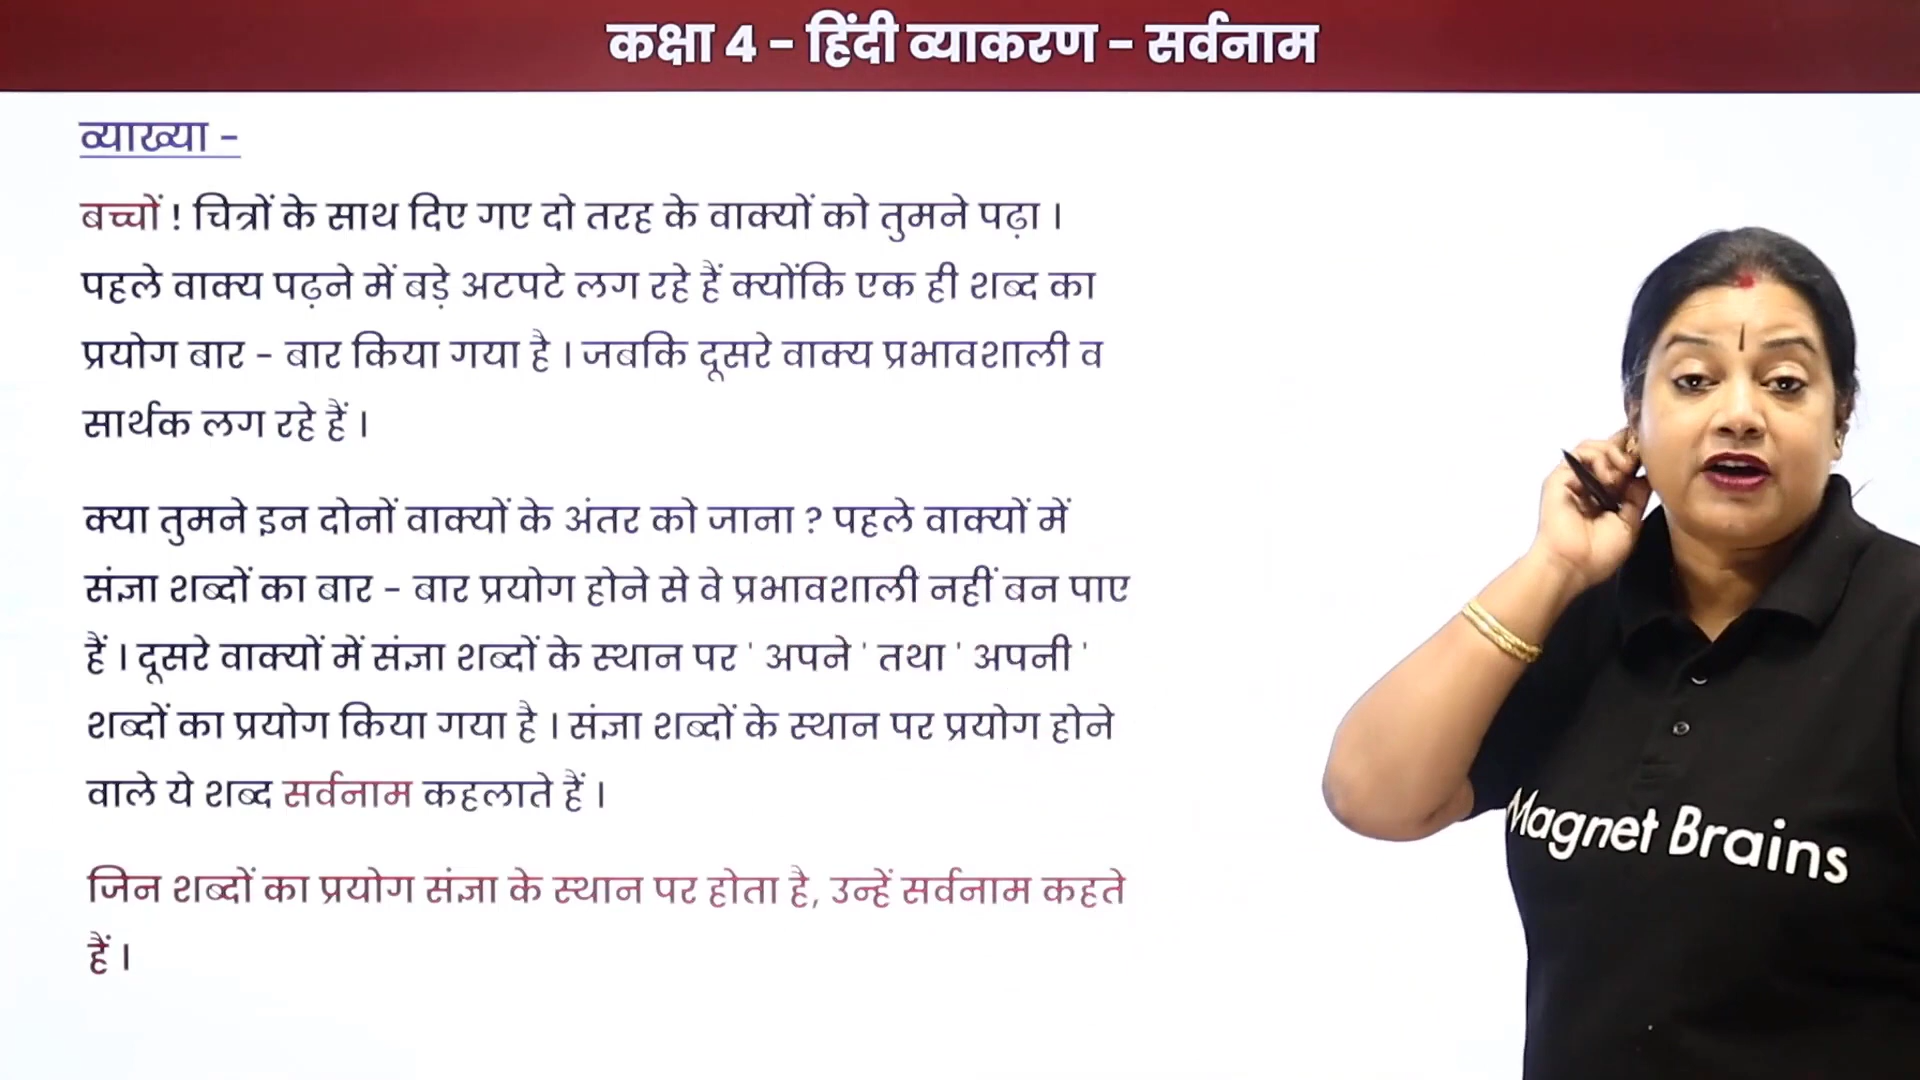 कक्षा 4 - हिंदी व्याकरण - सर्वनाम
व्याख्या -
बच्चों ! चित्रों के साथ दिए गए दो तरह के वाक्यों को तुमने पढ़ा ।
पहले वाक्य पढ़ने में बड़े अटपटे लग रहे हैं क्योंकि एक ही शब्द का
प्रयोग बार - बार किया गया है । जबकि दूसरे वाक्य प्रभावशाली व
सार्थक लग रहे हैं ।
क्या तुमने इन दोनों वाक्यों के अंतर को जाना ? पहले वाक्यों में
संज्ञा शब्दों का बार - बार प्रयोग होने से वे प्रभावशाली नहीं बन पाए
हैं । दूसरे वाक्यों में संज्ञा शब्दों के स्थान पर ' अपने ' तथा ' अपनी '
शब्दों का प्रयोग किया गया है । संज्ञा शब्दों के स्थान पर प्रयोग होने
वाले ये शब्द सर्वनाम कहलाते हैं ।
जिन शब्दों का प्रयोग संज्ञा के स्थान पर होता है, उन्हें सर्वनाम कहते
हैं ।
Magnet Brains